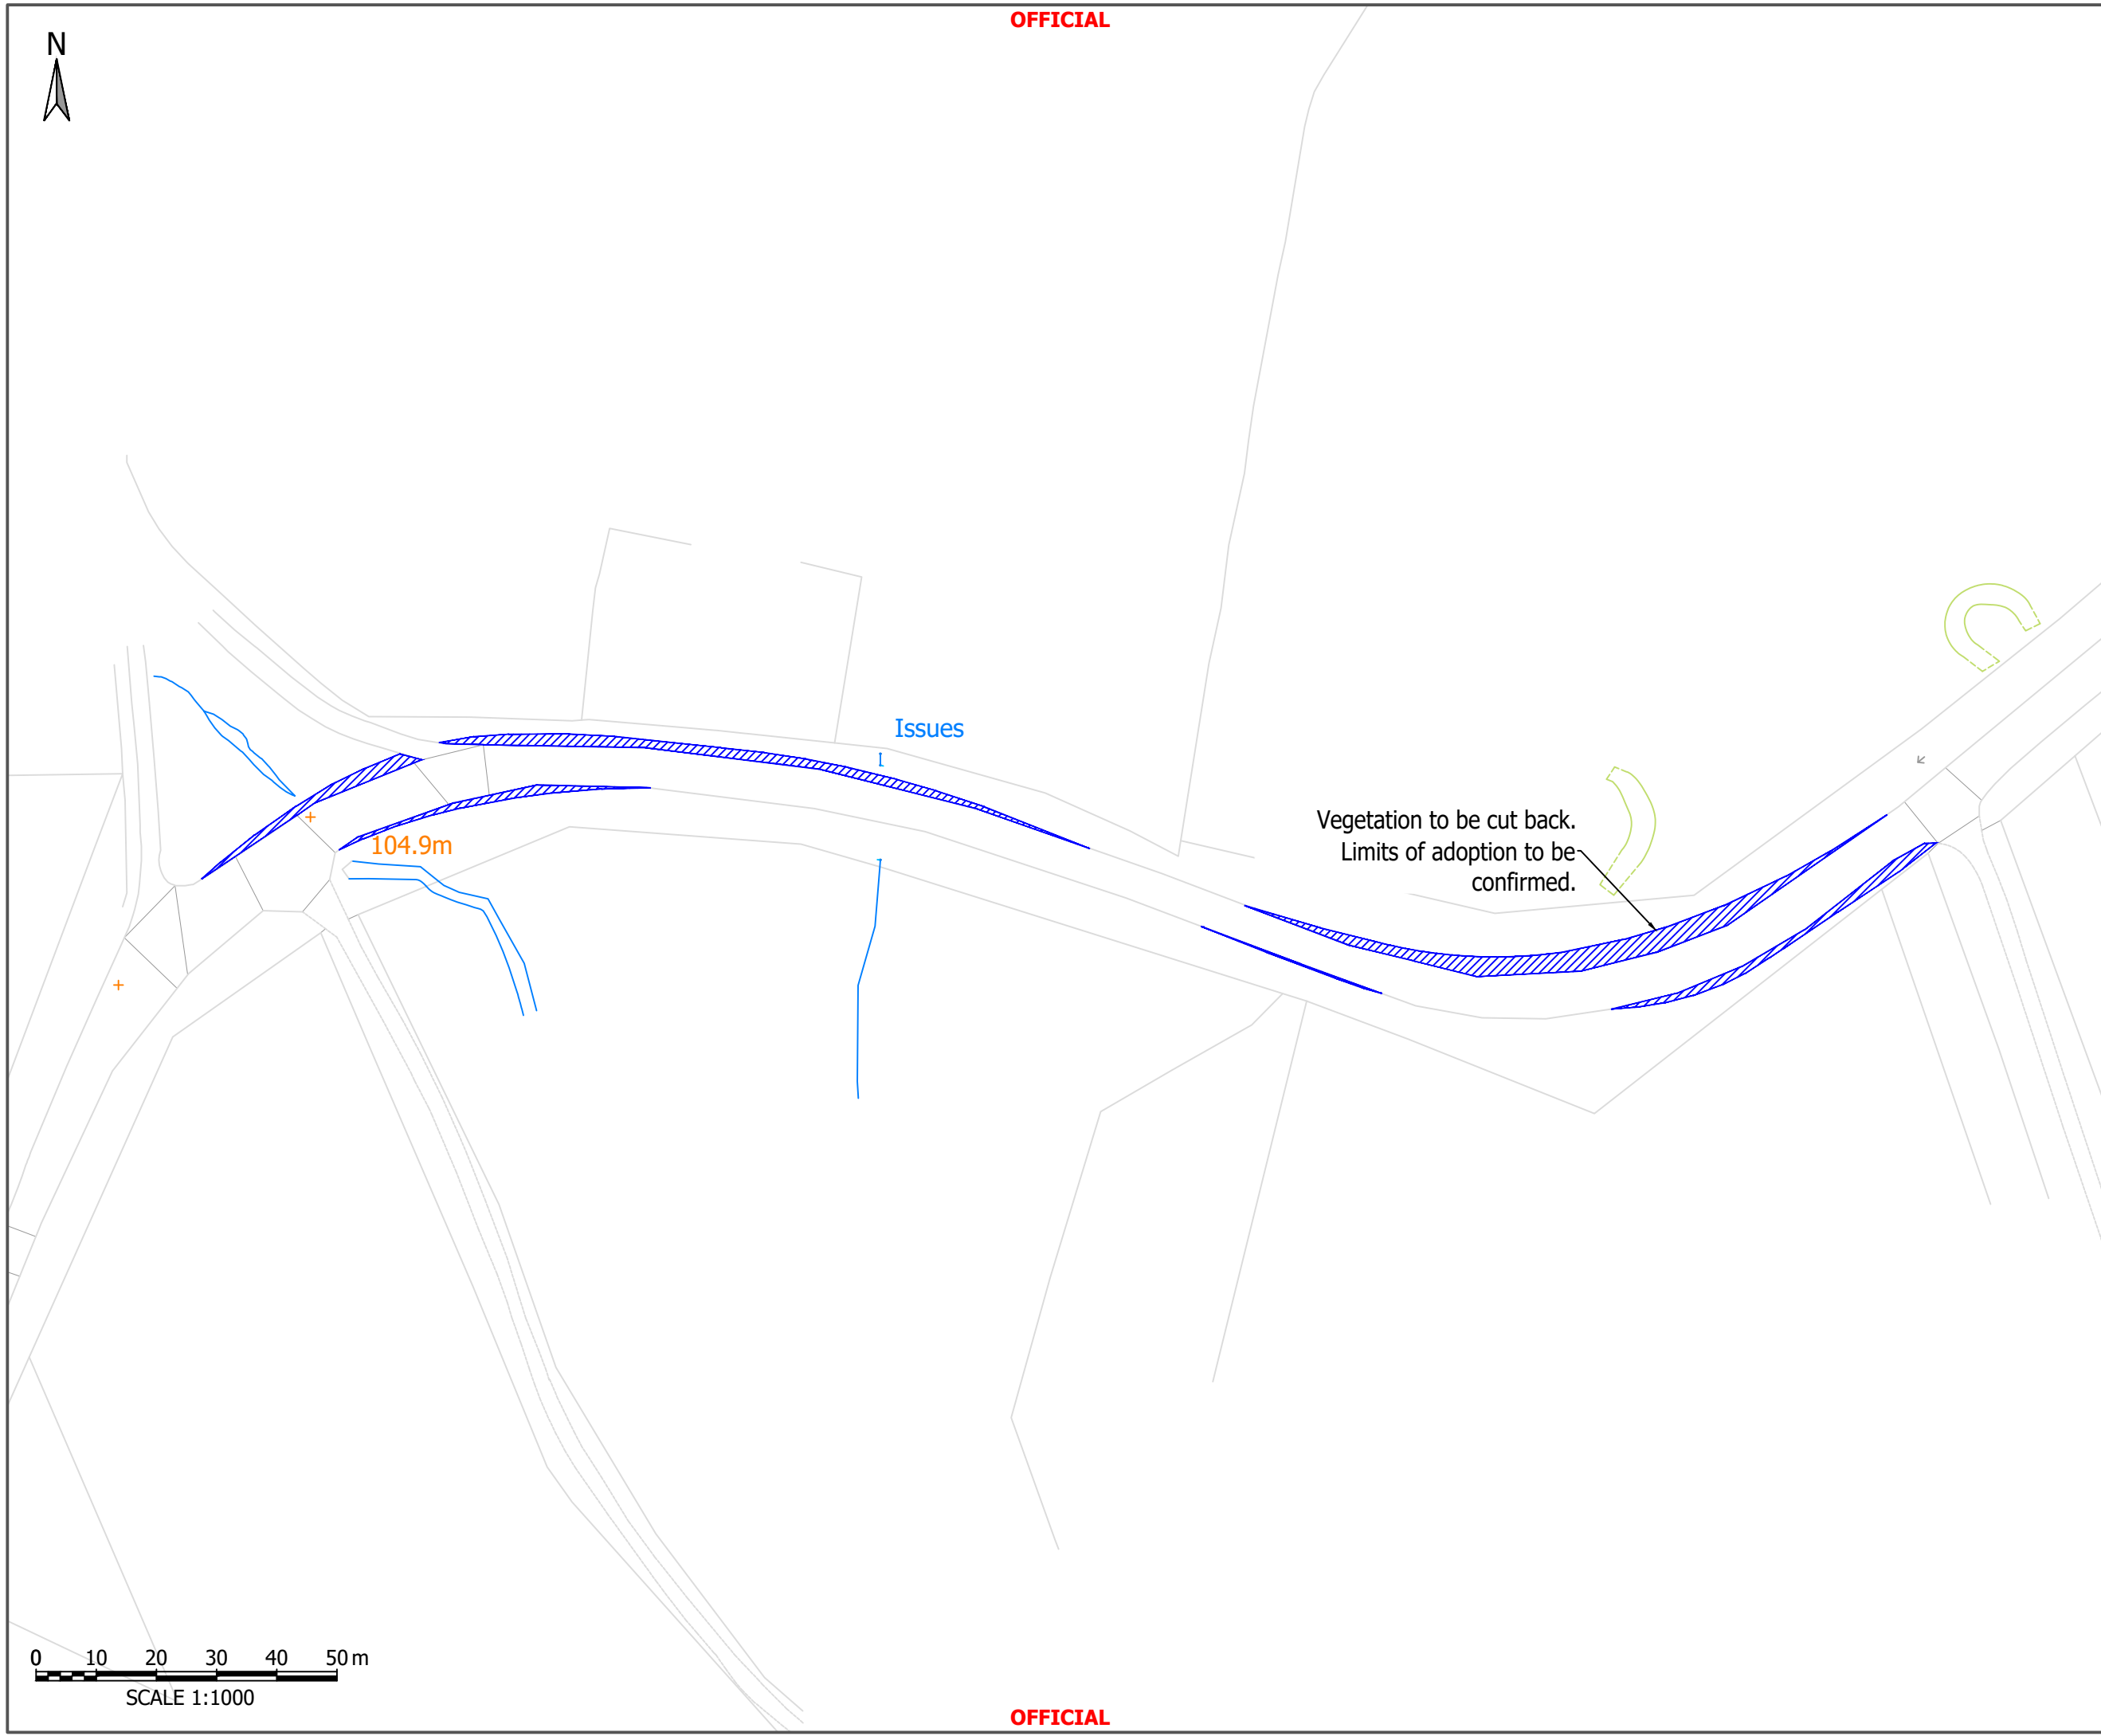 OFFICIAL
N
Issues
Vegetation to be cut back.
Limits of adoption to be
confirmed.
104.9m
0 10 20 30 40 50 m
SCALE 1:1000
OFFICIAL